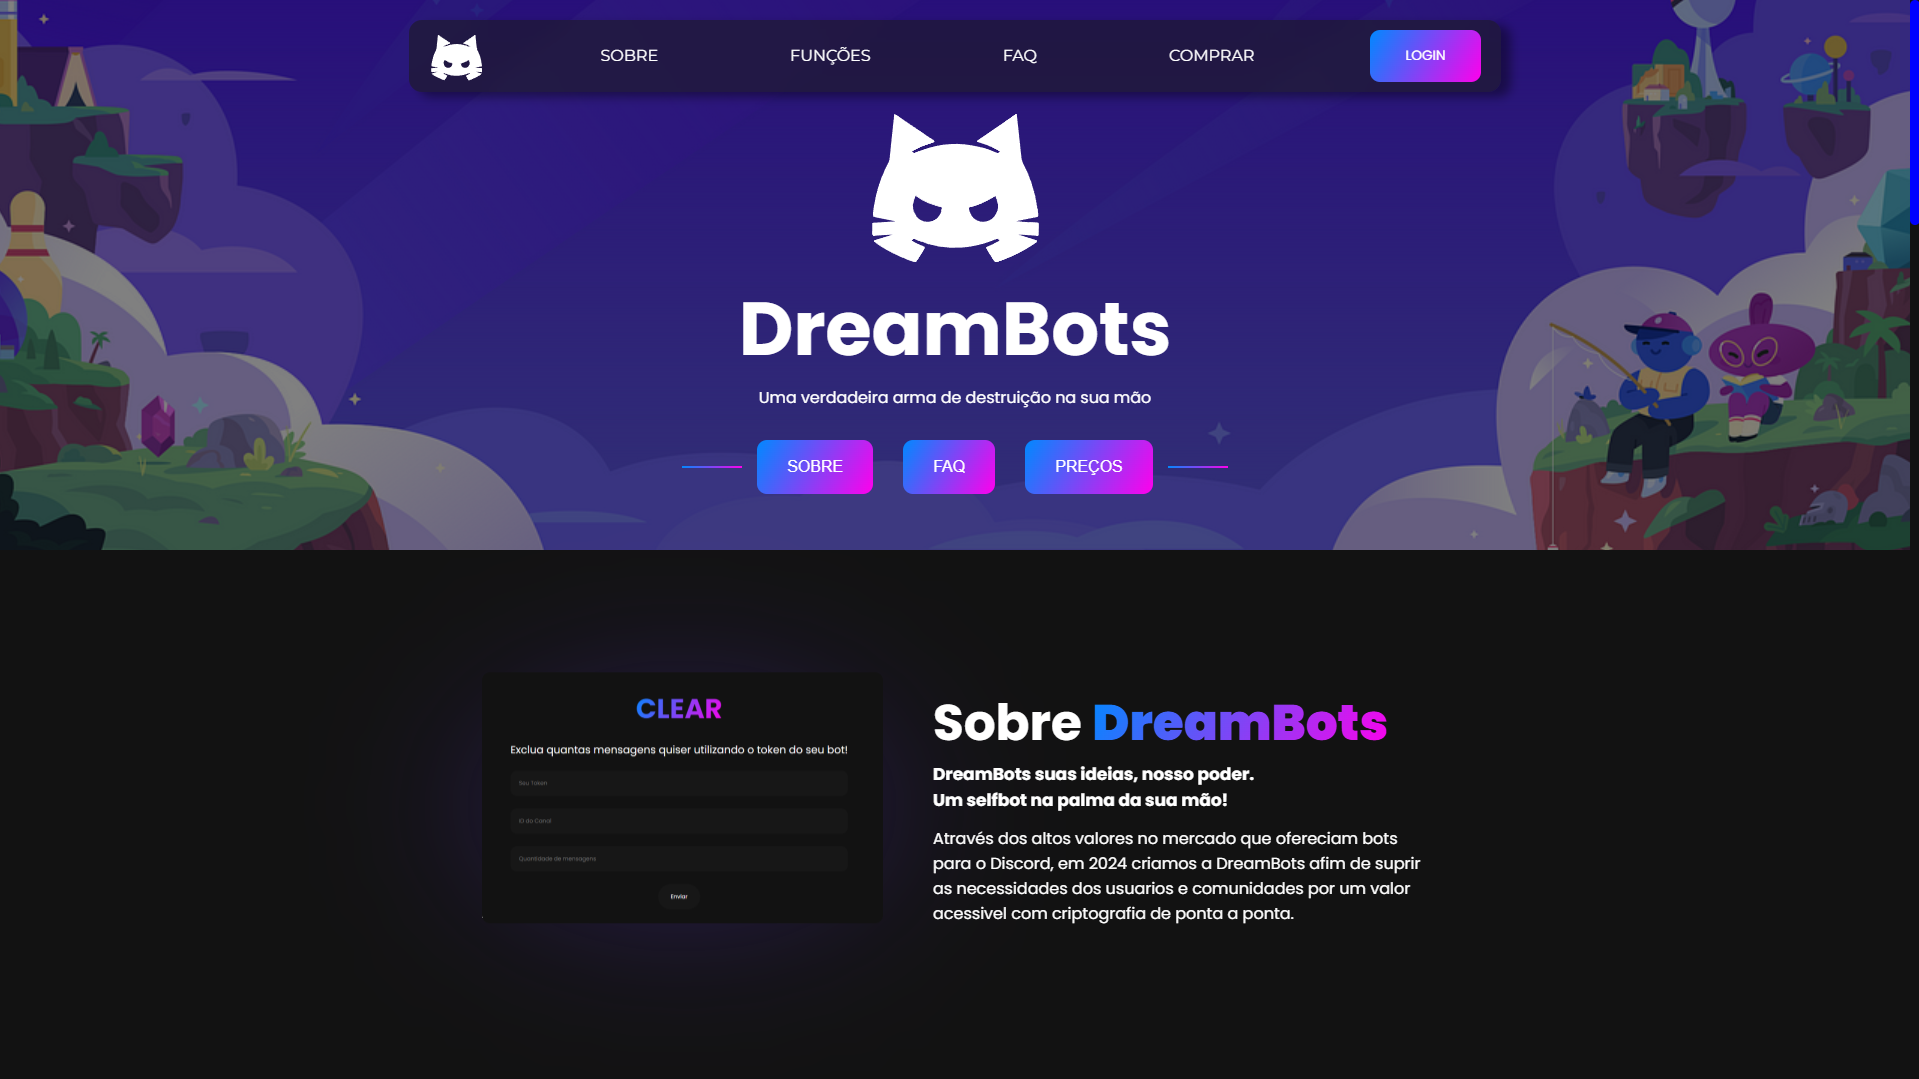 SOBRE
FUNÇÕES
FAQ
COMPRAR
LOGIN
DreamBots
Uma verdadeira arma de destruição na sua mão
SOBRE
FAQ
PREÇOS
CLEAR
Exclua quantas mensagens quiser utilizando o token do seu bot!
Seu Token
ID do Canal
Quantidade de mensagens
Enviar
Sobre DreamBots
DreamBots suas ideias, nosso poder.
Um selfbot na palma da sua mão!
Através dos altos valores no mercado que ofereciam bots
para o Discord, em 2024 criamos a DreamBots afim de suprir
as necessidades dos usuarios e comunidades por um valor
acessivel com criptografia de ponta a ponta.